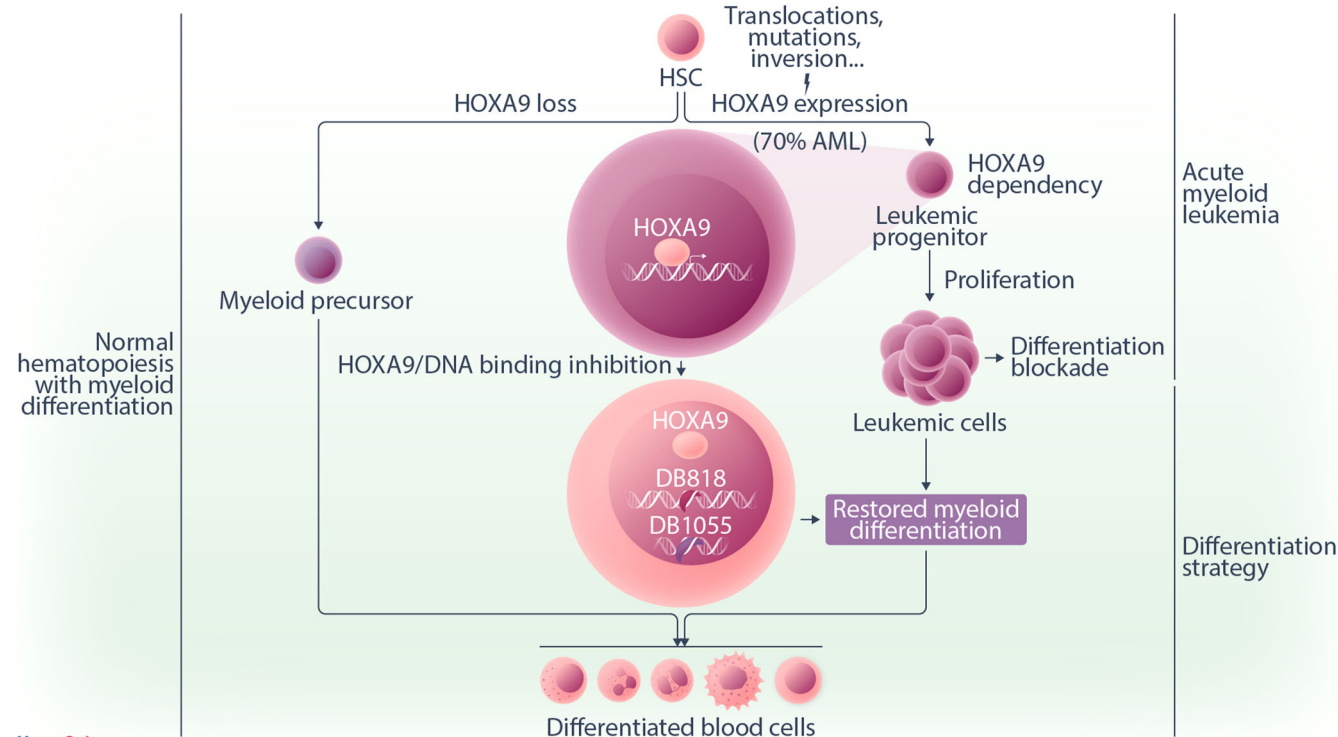 Translocations,
mutations,
inversion...
HSC
HOXA9 loss
HOXA9 expression
(70% AML)
HOXA9
dependency
Leukemic
progenitor
Acute
myeloid
leukemia
HOXA9
Myeloid precursor
Proliferation
Normal
hematopoiesis
with myeloid
differentiation
HOXA9/DNA binding inhibition
Differentiation
blockade
Leukemic cells
HOXA9
DB818
DB1055
Restored myeloid
differentiation
Differentiation
strategy
Differentiated blood cells